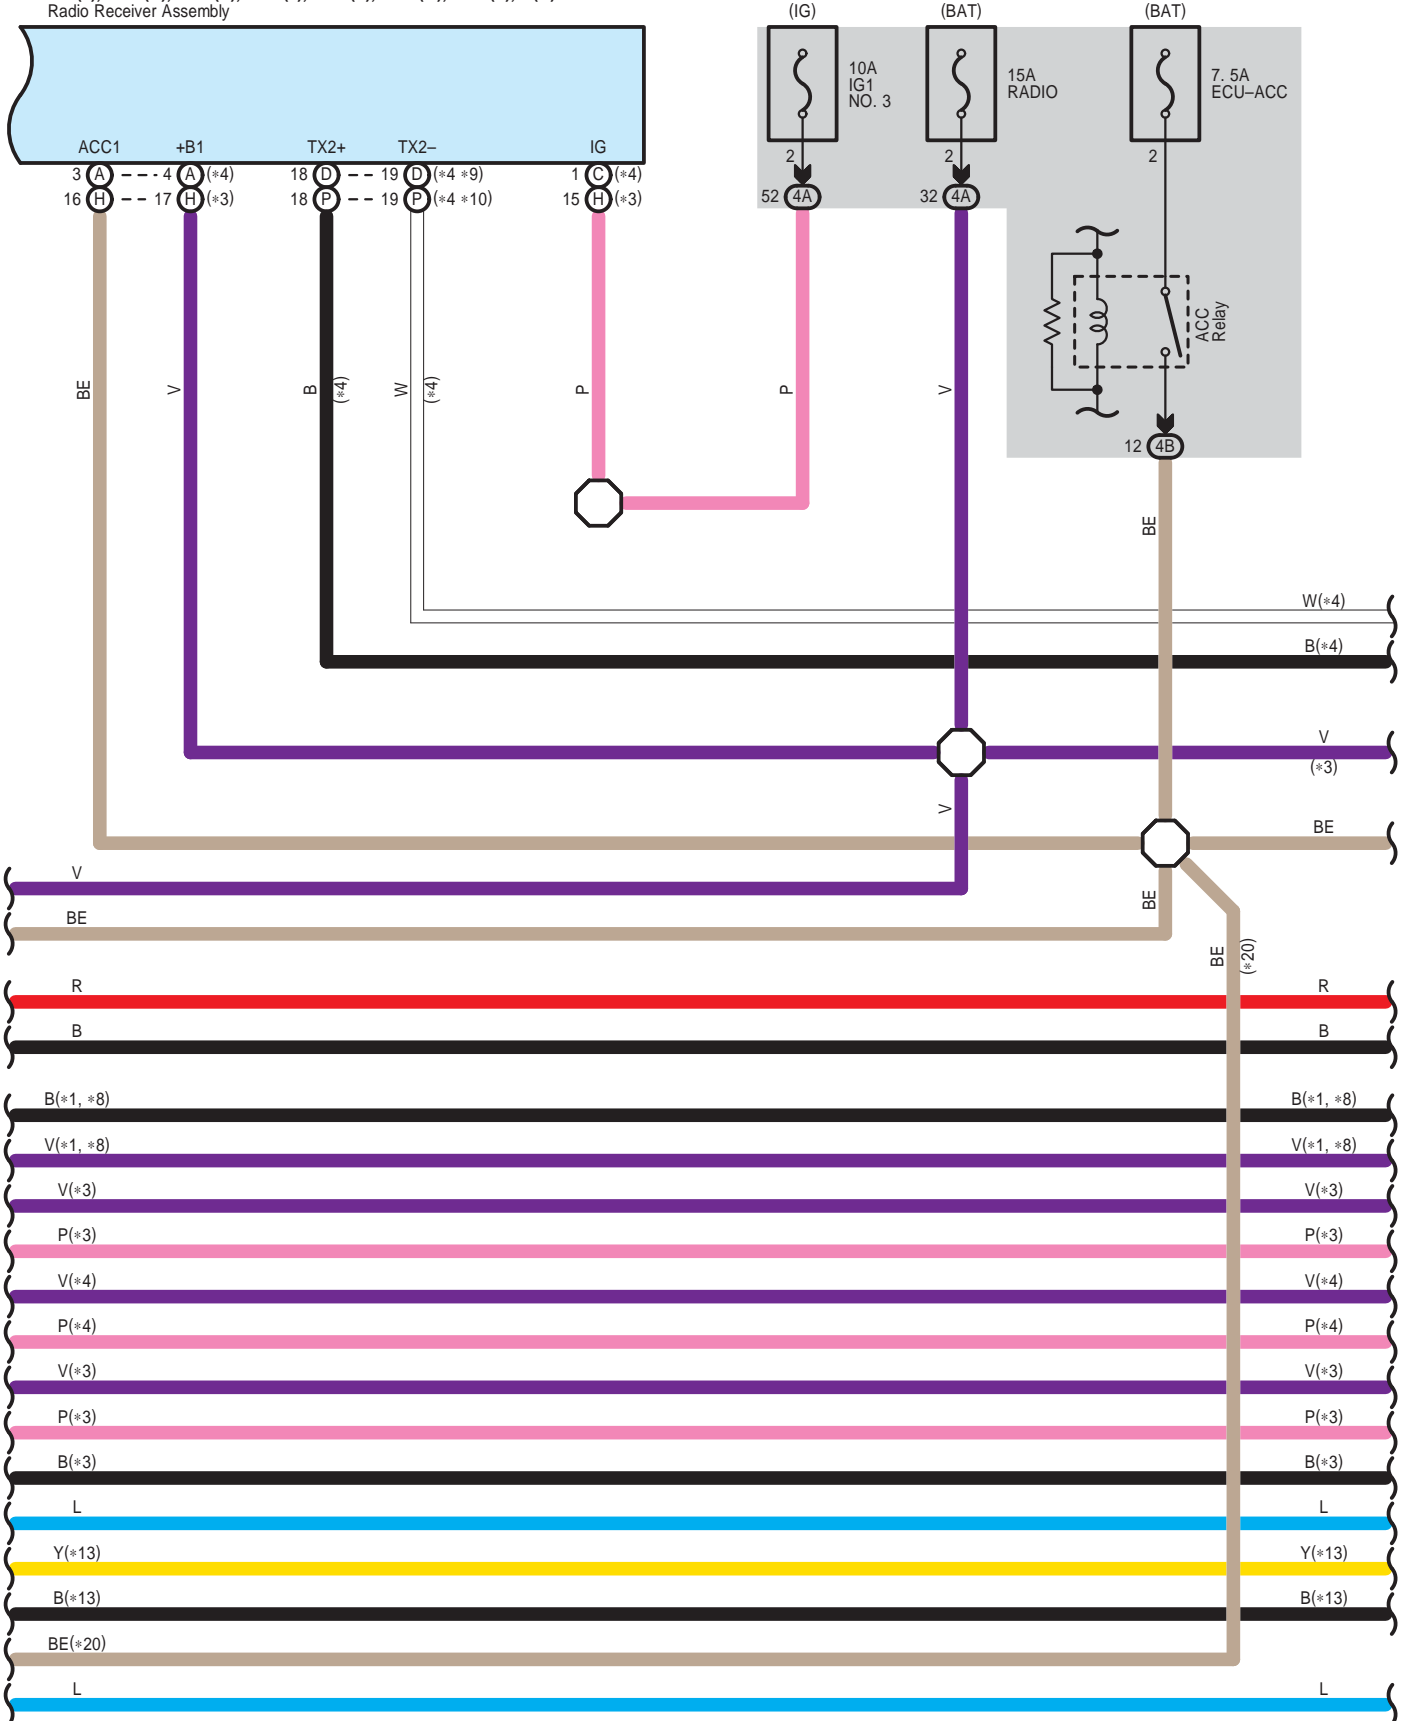 Radio Receiver Assembly
(IG) (BAT) (BAT)
10A
IG1
NO. 3
15A
RADIO
7. 5A
ECU–ACC
ACC1 +B1 TX2+ TX2– IG
2 2 2
3 A 4 A (*4) 18 D 19 D (*4 *9) 1 C (*4)
16 H 17 H (*3) 18 P 19 P (*4 *10) 15 H (*3)
52 4A 32 4A
ACC
Relay
BE V B (*4) W (*4) P P V
12 4B
BE
W(*4)
B(*4)
V
(*3)
V
BE
V
BE
BE
BE (*20)
R R
B B
B(*1, *8) B(*1, *8)
V(*1, *8) V(*1, *8)
V(*3) V(*3)
P(*3) P(*3)
V(*4) V(*4)
P(*4) P(*4)
V(*3) V(*3)
P(*3) P(*3)
B(*3) B(*3)
L L
Y(*13) Y(*13)
B(*13) B(*13)
BE(*20)
L L